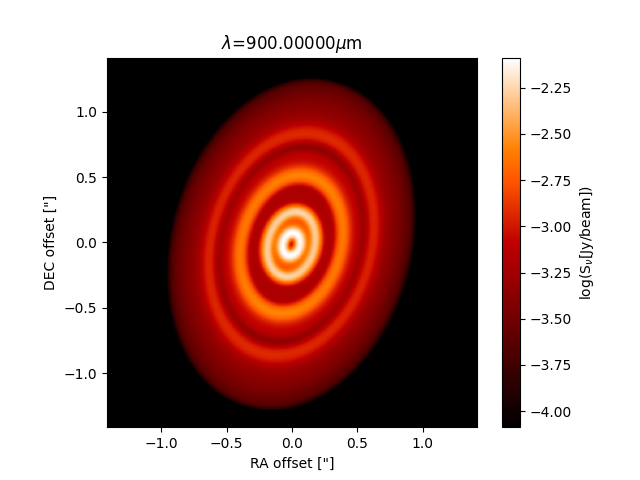 λ=900.00000μm
DEC offset ["]
1.0
0.5
0.0
−0.5
−1.0
−1.0 −0.5 0.0 0.5 1.0
RA offset ["]
−2.25
−2.50
−2.75
−3.00
−3.25
−3.50
−3.75
−4.00
log(Sν[Jy/beam])